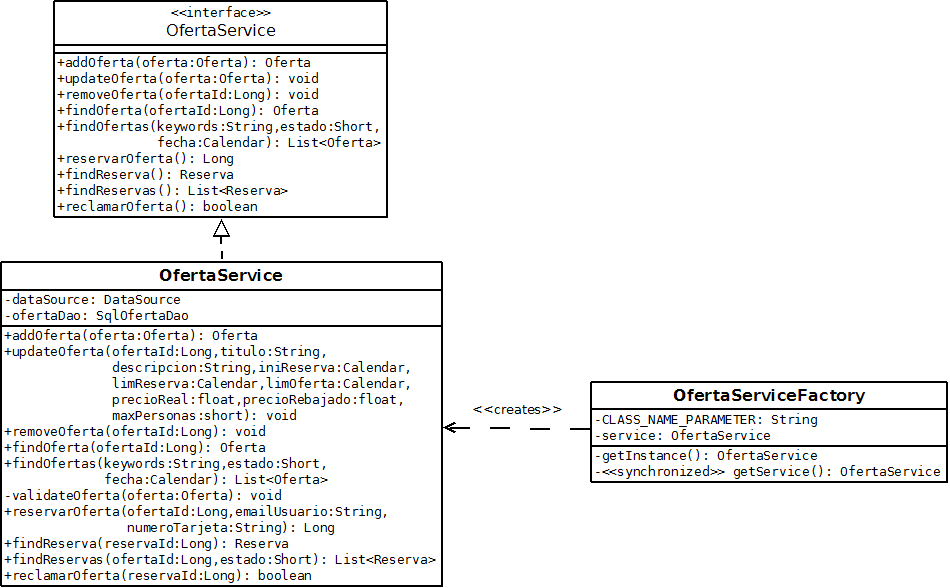 <<interface>>
OfertaService
+addOferta(oferta:Oferta): Oferta
+updateOferta(oferta:Oferta): void
+removeOferta(ofertaId:Long): void
+findOferta(ofertaId:Long): Oferta
+findOfertas(keywords:String,estado:Short,
fecha:Calendar): List<Oferta>
+reservarOferta(): Long
+findReserva(): Reserva
+findReservas(): List<Reserva>
+reclamarOferta(): boolean
OfertaService
-dataSource: DataSource
-ofertaDao: SqlOfertaDao
+addOferta(oferta:Oferta): Oferta
+updateOferta(ofertaId:Long,titulo:String,
descripcion:String,iniReserva:Calendar,
limReserva:Calendar,limOferta:Calendar,
precioReal:float,precioRebajado:float,
maxPersonas:short): void
+removeOferta(ofertaId:Long): void
+findOferta(ofertaId:Long): Oferta
+findOfertas(keywords:String,estado:Short,
fecha:Calendar): List<Oferta>
-validateOferta(oferta:Oferta): void
+reservarOferta(ofertaId:Long,emailUsuario:String,
numeroTarjeta:String): Long
+findReserva(reservaId:Long): Reserva
+findReservas(ofertaId:Long,estado:Short): List<Reserva>
+reclamarOferta(reservaId:Long): boolean
<<creates>>
OfertaServiceFactory
-CLASS_NAME_PARAMETER: String
-service: OfertaService
-getInstance(): OfertaService
-<<synchronized>> getService(): OfertaService